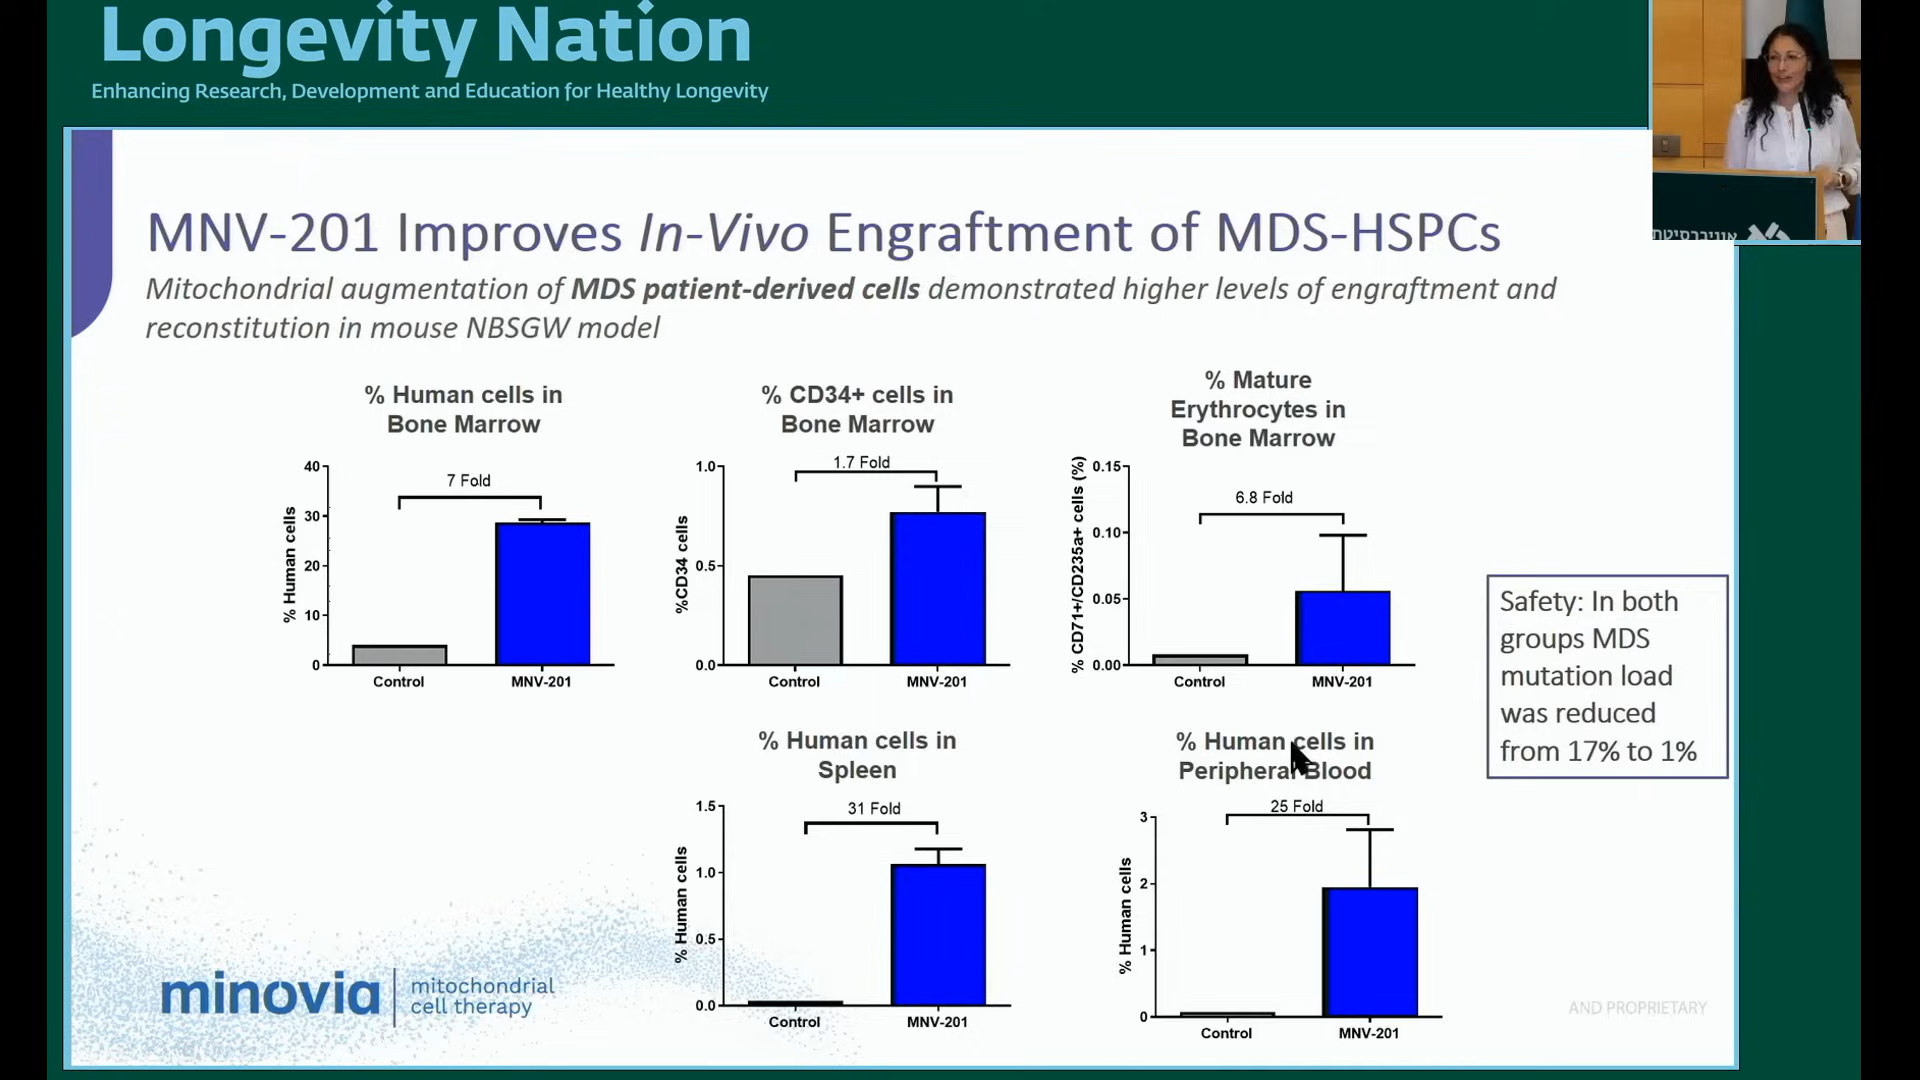 Longevity Nation
Enhancing Research, Development and Education for Healthy Longevity
MNV-201 Improves In-Vivo Engraftment of MDS-HSPCs
Mitochondrial augmentation of MDS patient-derived cells demonstrated higher levels of engraftment and
reconstitution in mouse NBSGW model
% Human cells in
Bone Marrow
% Human cells
40
30
20
10
0
7 Fold
Control
MNV-201
% CD34+ cells in
Bone Marrow
%CD34 cells
1.0
0.5
0.0
1.7 Fold
Control
MNV-201
% Mature
Erythrocytes in
Bone Marrow
% CD71+/CD235a+ cells (%)
0.15
0.10
0.05
0.00
6.8 Fold
Control
MNV-201
Safety: In both
groups MDS
mutation load
was reduced
from 17% to 1%
% Human cells in
Spleen
% Human cells
1.5
1.0
0.5
0.0
31 Fold
Control
MNV-201
% Human cells in
Peripheral Blood
% Human cells
3
2
1
0
25 Fold
Control
MNV-201
minovia
mitochondrial
cell therapy
AND PROPRIETARY